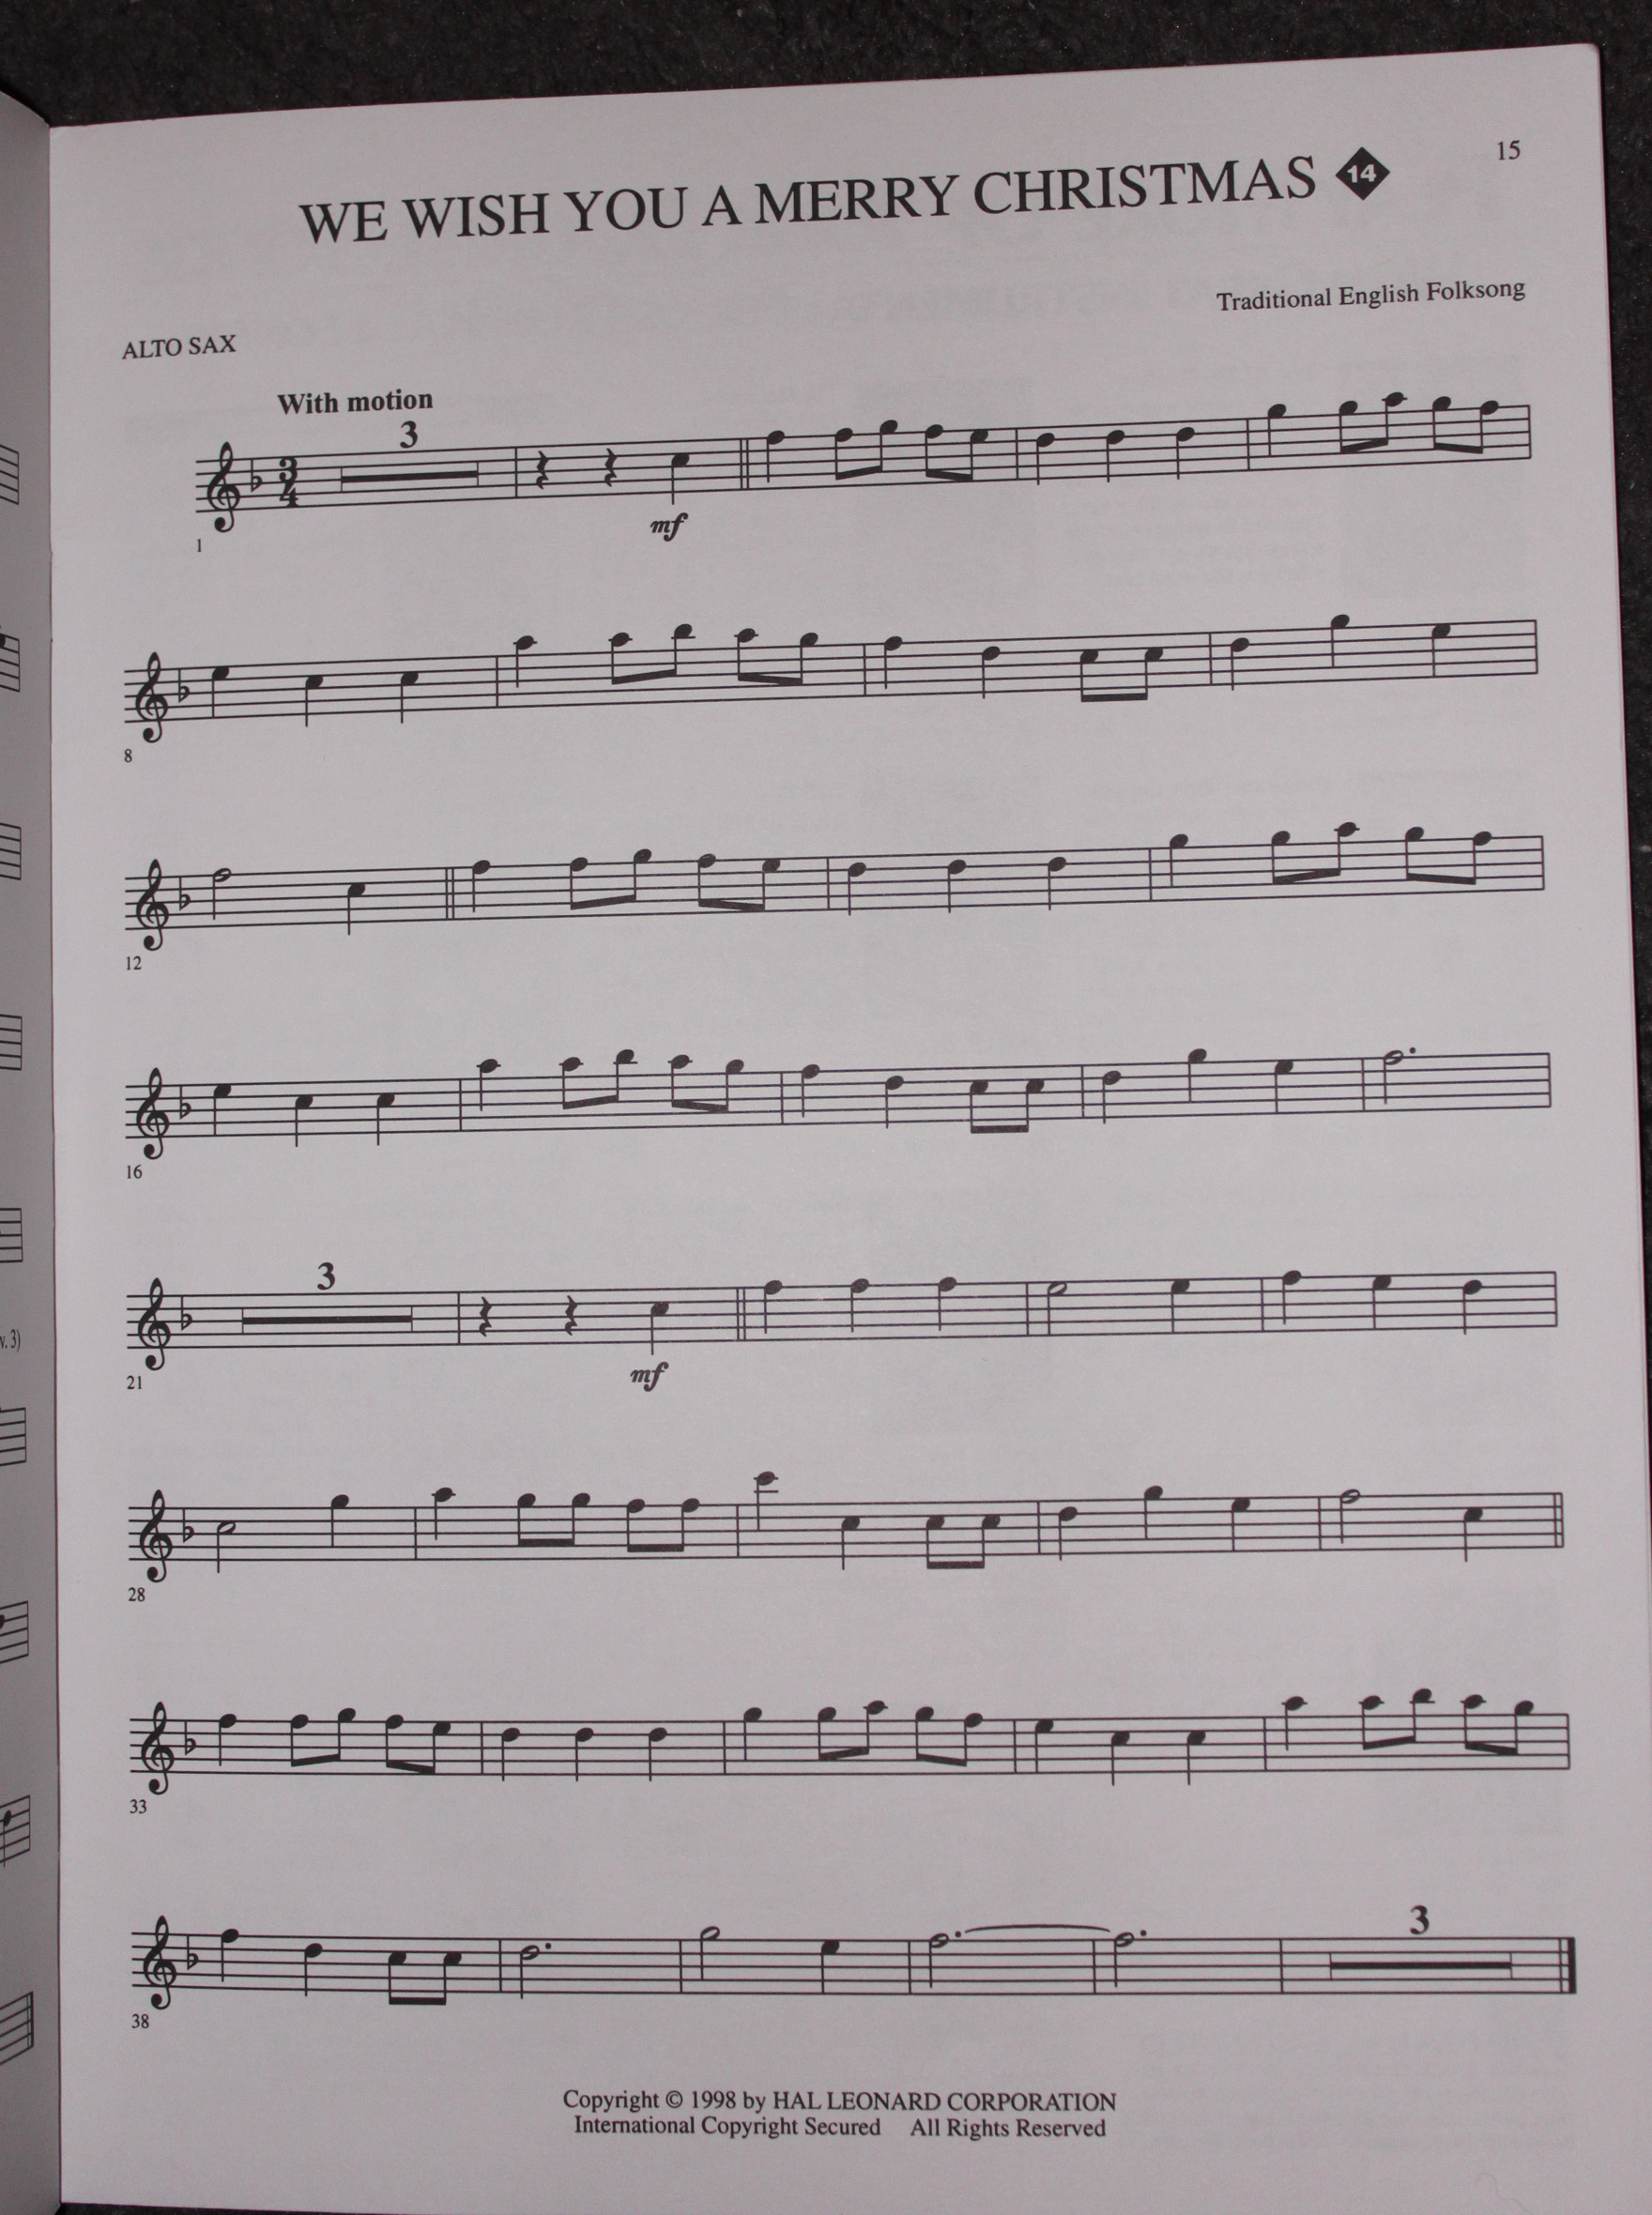 15
WE WISH YOU A MERRY CHRISTMAS 14
Traditional English Folksong
ALTO SAX
With motion
3
3
4
mf
1
8
12
16
3
mf
21
v. 3)
28
33
3
38
Copyright © 1998 by HAL LEONARD CORPORATION
International Copyright Secured All Rights Reserved